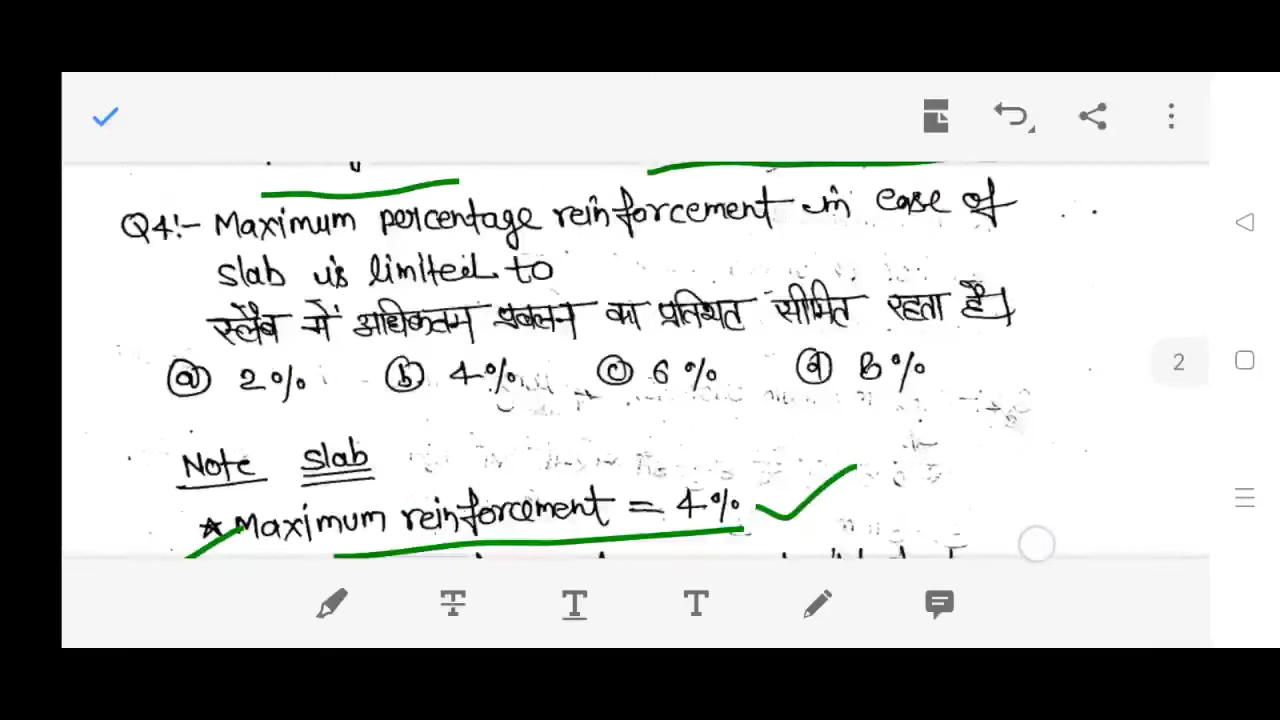 Q4:- Maximum percentage reinforcement in case of
slab is limited to
स्लैब में अधिकतम प्रबलन का प्रतिशत सीमित रहता है।
(a) 2% (b) 4% (c) 6% (d) 8%
2
Note Slab
* Maximum reinforcement = 4%